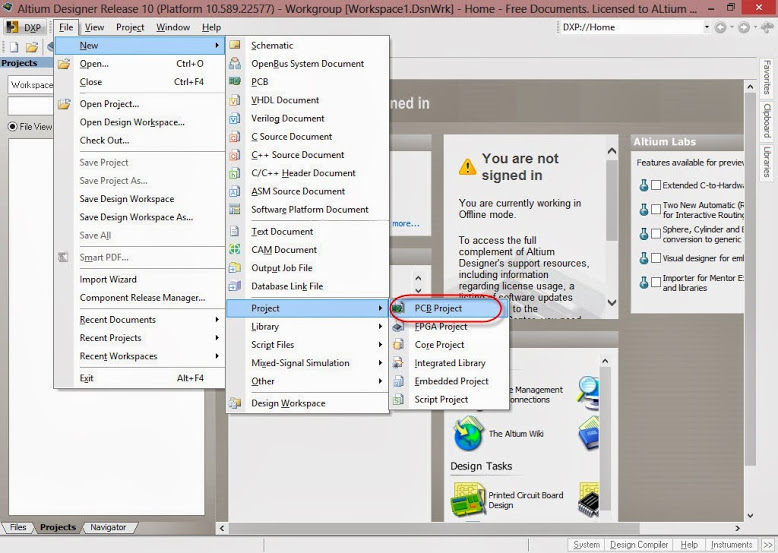 Altium Designer Release 10 (Platform 10.589.22577) - Workgroup [Workspace1.DsnWrk] - Home - Free Documents. Licensed to ALtium ...
DXP
File
View
Project
Window
Help
DXP://Home
Projects
Workspace
File View
New
Open...
Ctrl+O
Close
Ctrl+F4
Open Project...
Open Design Workspace...
Check Out...
Save Project
Save Project As...
Save Design Workspace
Save Design Workspace As...
Save All
Smart PDF...
Import Wizard
Component Release Manager...
Recent Documents
Recent Projects
Recent Workspaces
Exit
Alt+F4
Schematic
OpenBus System Document
PCB
VHDL Document
Verilog Document
C Source Document
C++ Source Document
C/C++ Header Document
ASM Source Document
Software Platform Document
Text Document
CAM Document
Output Job File
Database Link File
Project
Library
Script Files
Mixed-Signal Simulation
Other
Design Workspace
PCB Project
FPGA Project
Core Project
Integrated Library
Embedded Project
Script Project
ned in
more...
You are not
signed in
You are currently working in
Offline mode.
To access the full
complement of Altium
Designer's support resources,
including information
regarding license usage, a
listing of software updates
to the
Altium Labs
Features available for preview
Extended C-to-Hardw
Two New Automatic (R
for Interactive Routing
Sphere, Cylinder and E
conversion to generic
Visual designer for emb
Importer for Mentor E
and libraries
Favorites
Clipboard
Libraries
Management
onnections
The Altium Wiki
Design Tasks
Printed Circuit Board
Design
Files
Projects
Navigator
System
Design Compiler
Help
Instruments
>>